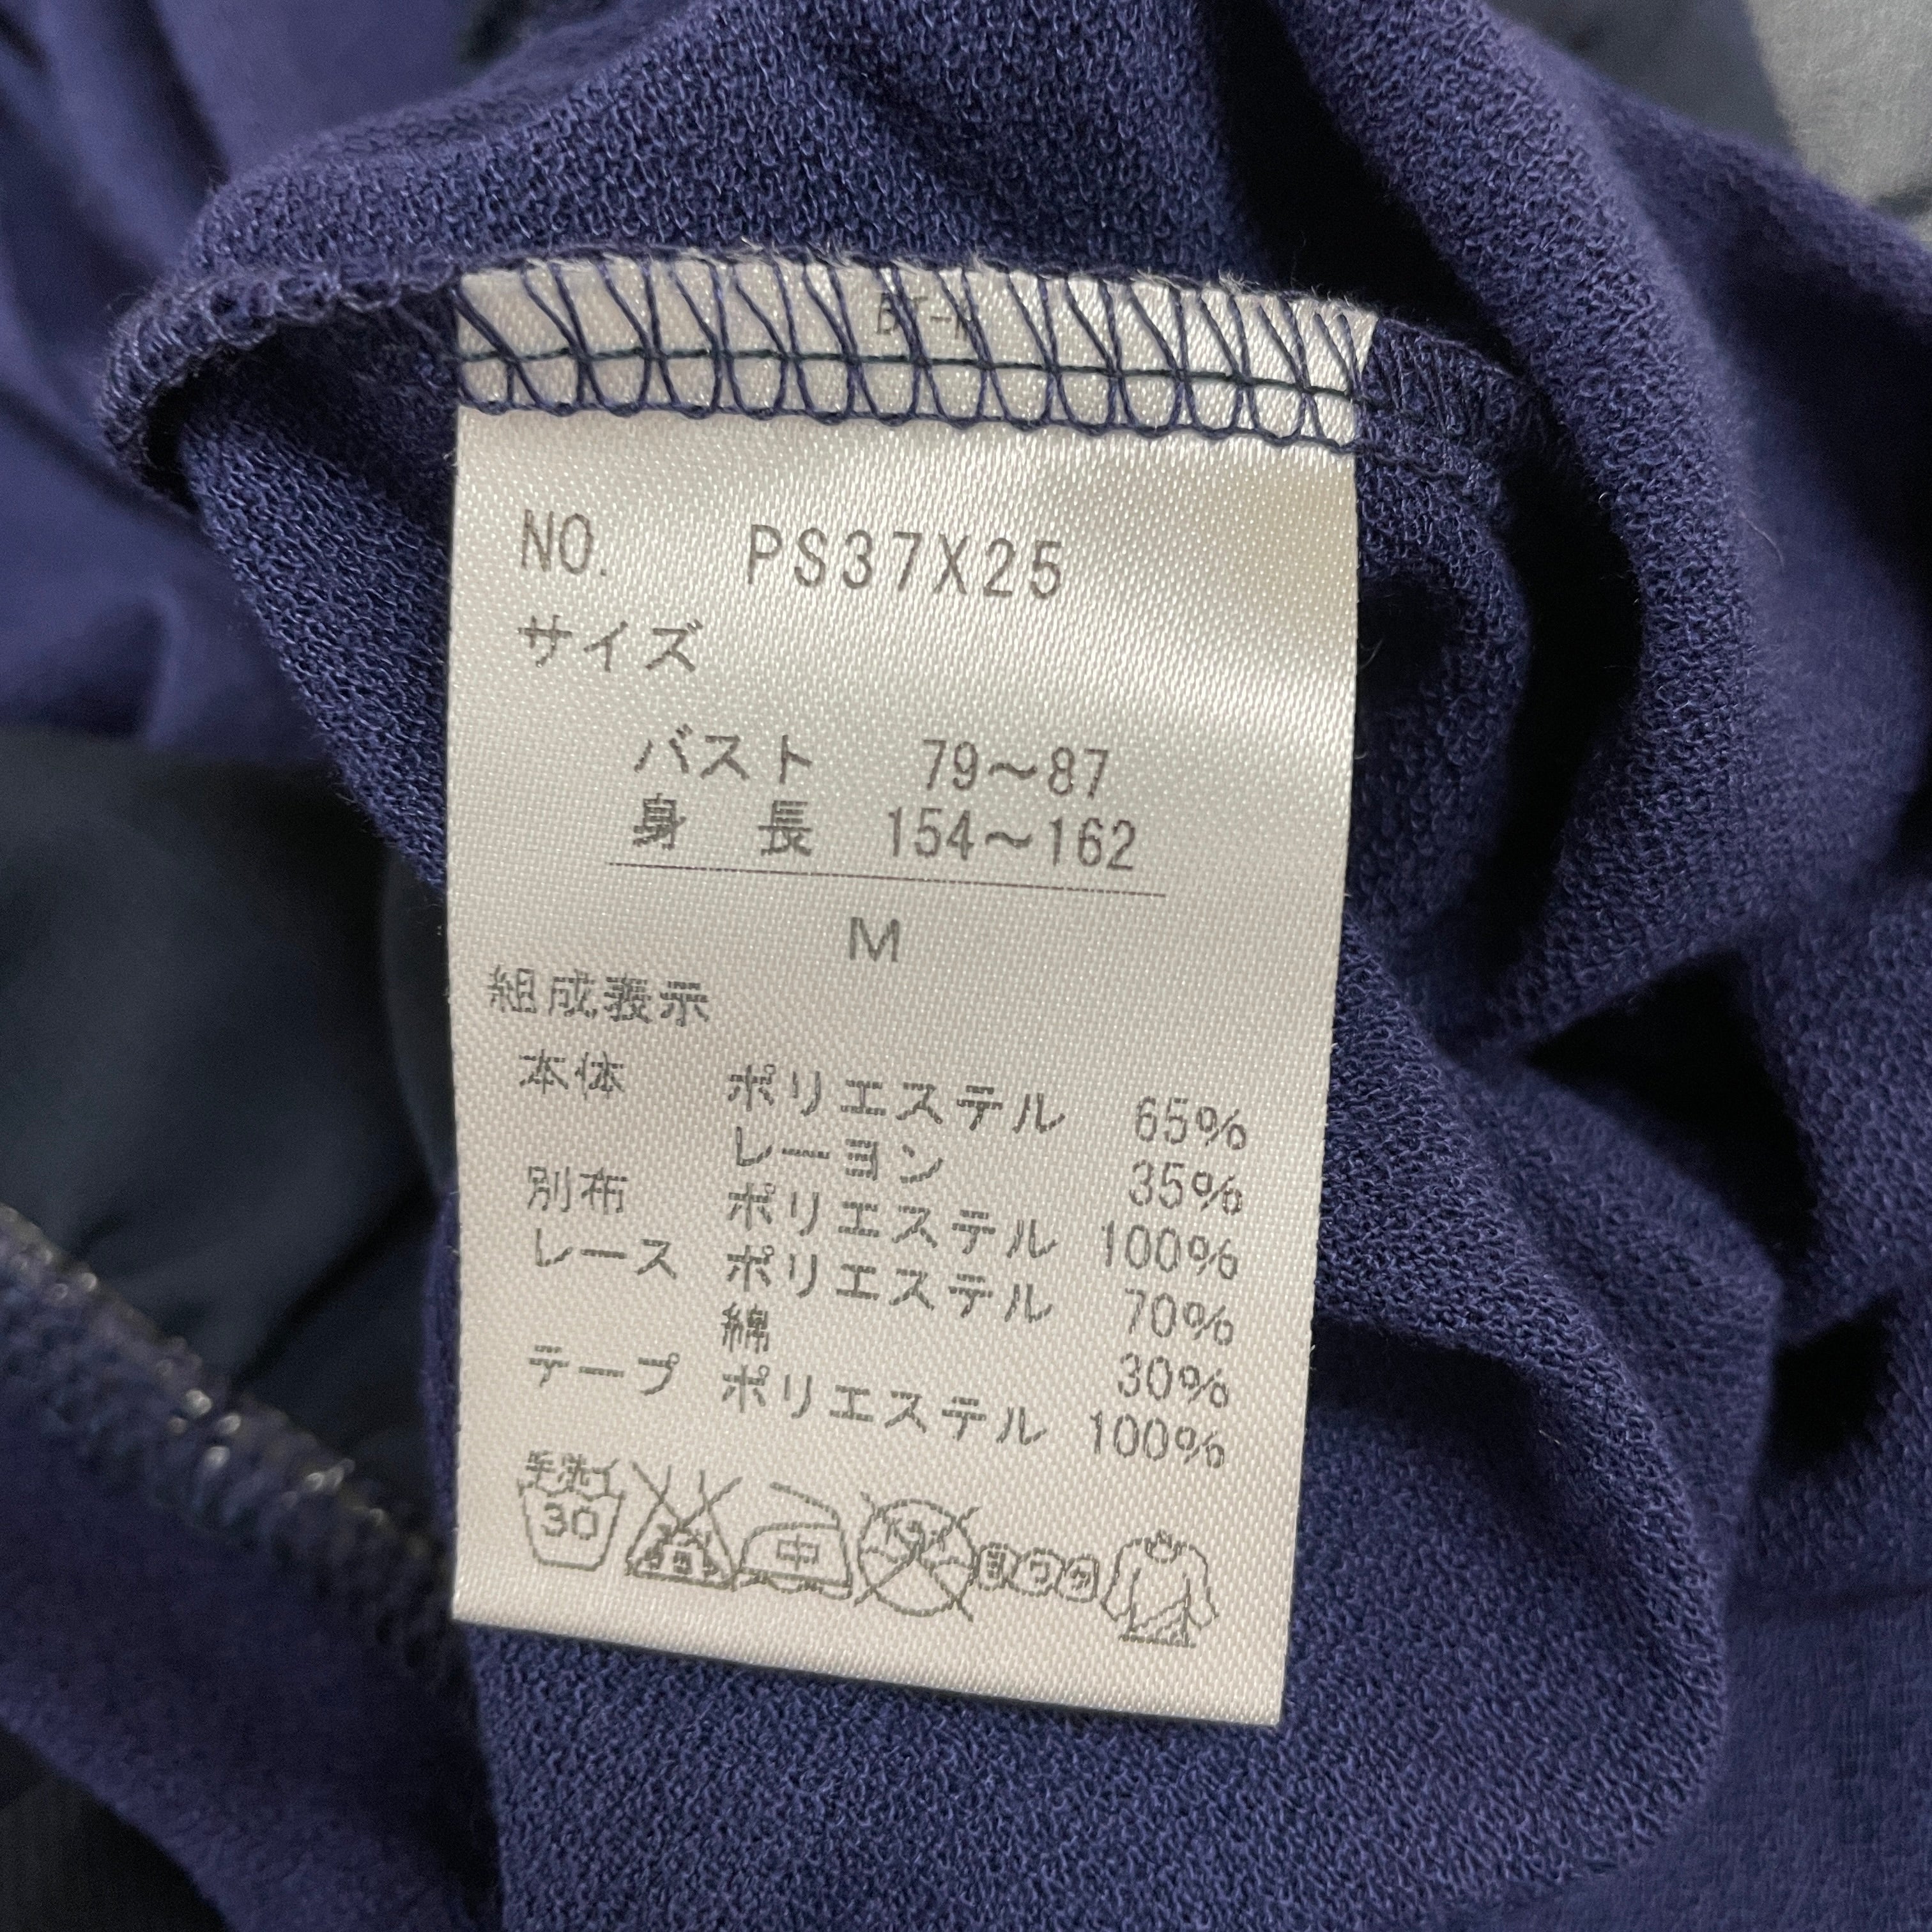 NO. PS37X25
サイズ
バスト 79～87
身長 154～162
M
組成表示
本体 ポリエステル 65%
レーヨン 35%
別布 ポリエステル 100%
レース ポリエステル 70%
綿 30%
テープ ポリエステル 100%
手洗イ
30
中
ヨワク